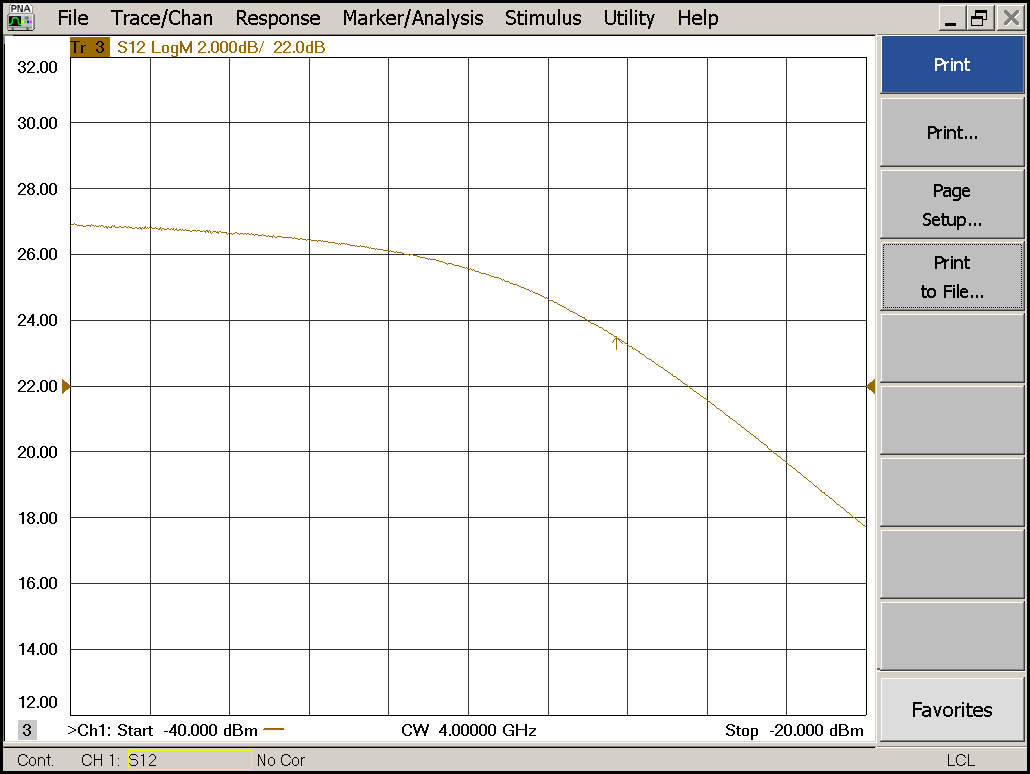 PNA
File Trace/Chan Response Marker/Analysis Stimulus Utility Help
Tr 3 S12 LogM 2.000dB/ 22.0dB
32.00
30.00
28.00
26.00
24.00
22.00
20.00
18.00
16.00
14.00
12.00
3 >Ch1: Start -40.000 dBm CW 4.00000 GHz Stop -20.000 dBm
Print
Print...
Page
Setup...
Print
to File...
Favorites
Cont. CH 1: S12 No Cor LCL